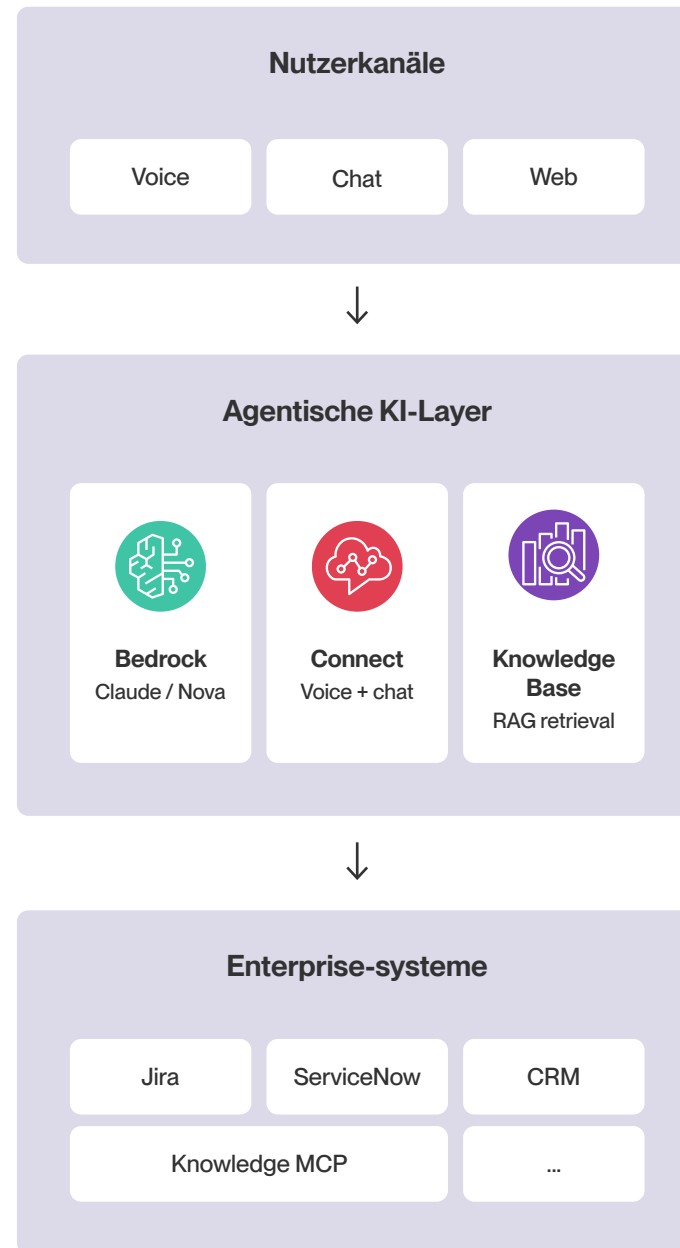 Nutzerkanäle
Voice
Chat
Web
Agentische KI-Layer
Bedrock
Claude / Nova
Connect
Voice + chat
Knowledge
Base
RAG retrieval
Enterprise-systeme
Jira
ServiceNow
CRM
Knowledge MCP
...